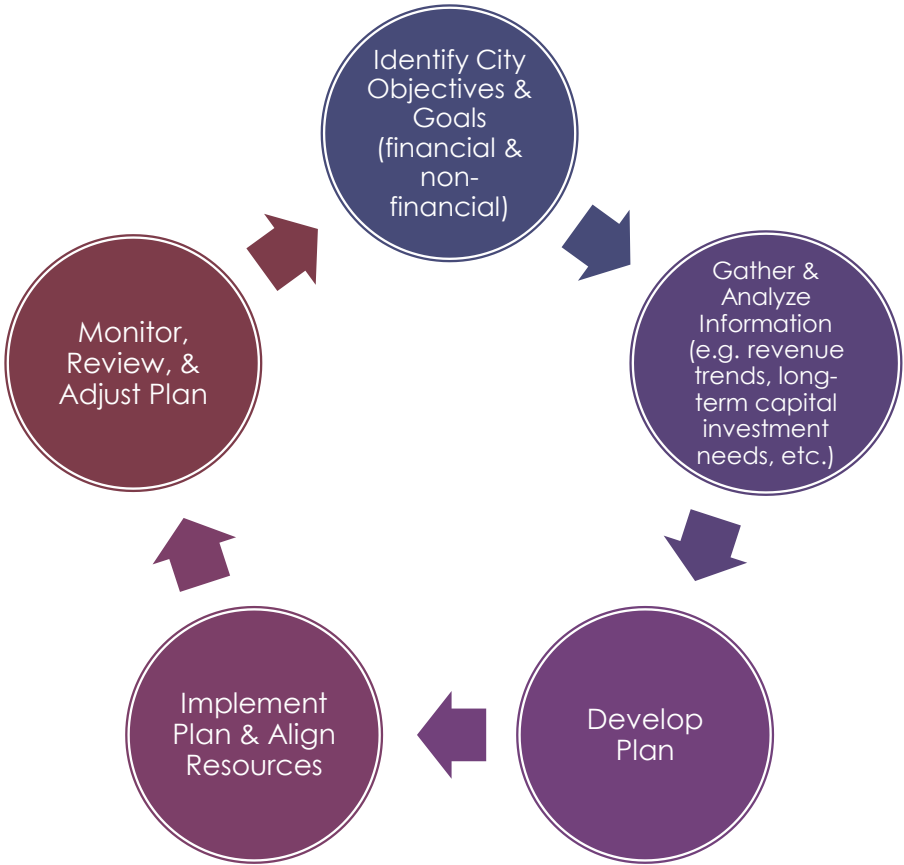 Identify City
Objectives &
Goals
(financial &
non-
financial)
Gather &
Analyze
Information
(e.g. revenue
trends, long-
term capital
investment
needs, etc.)
Develop
Plan
Implement
Plan & Align
Resources
Monitor,
Review, &
Adjust Plan